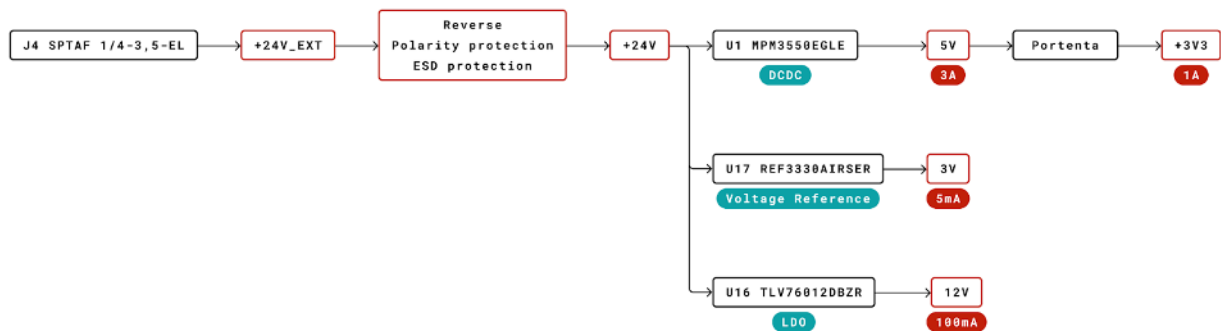 J4 SPTAF 1/4-3,5-EL
+24V_EXT
Reverse
Polarity protection
ESD protection
+24V
U1 MPM3550EGLE
DCDC
5V
3A
Portenta
+3V3
1A
U17 REF3330AIRSER
Voltage Reference
3V
5mA
U16 TLV76012DBZR
LDO
12V
100mA